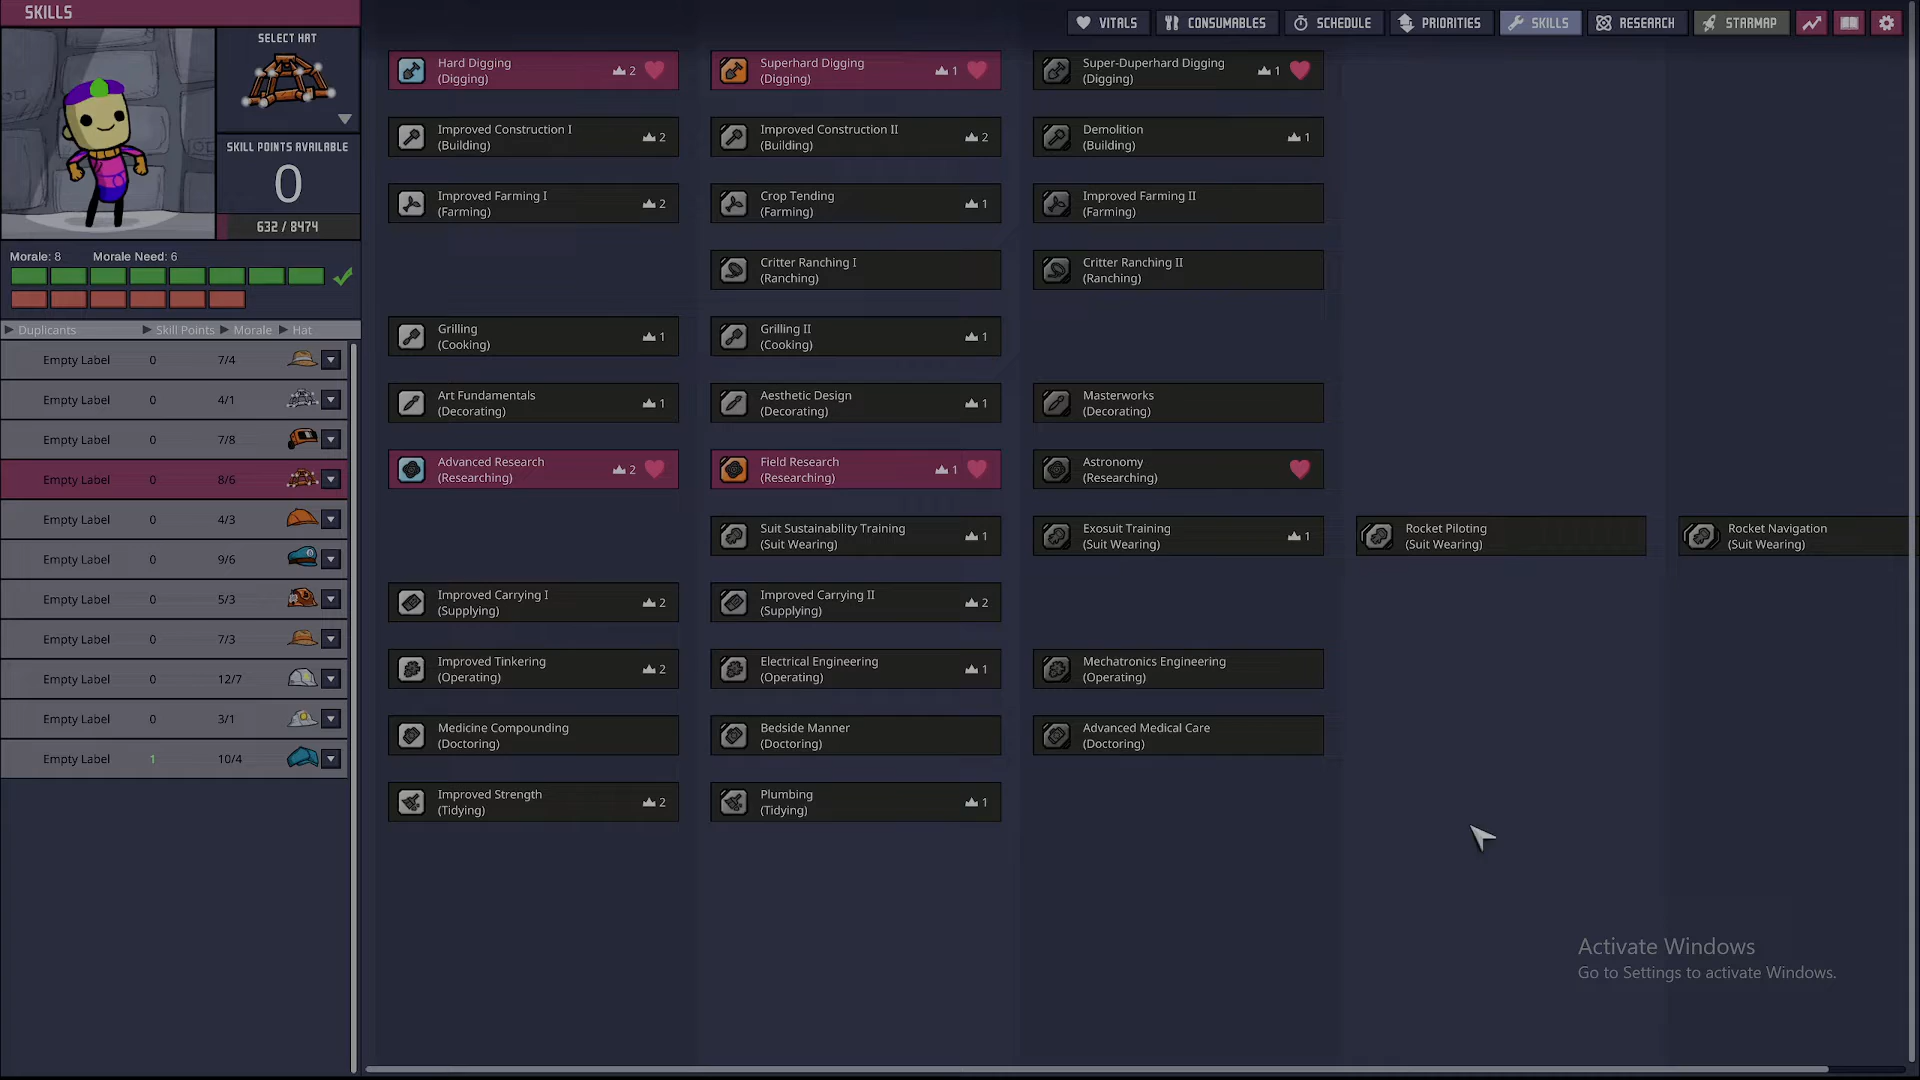 SKILLS
VITALS
CONSUMABLES
SCHEDULE
PRIORITIES
SKILLS
RESEARCH
STARMAP
SELECT HAT
SKILL POINTS AVAILABLE
0
632 / 8474
Morale: 8 Morale Need: 6
Duplicants Skill Points Morale Hat
Empty Label 0 7/4
Empty Label 0 4/1
Empty Label 0 7/8
Empty Label 0 8/6
Empty Label 0 4/3
Empty Label 0 9/6
Empty Label 0 5/3
Empty Label 0 7/3
Empty Label 0 12/7
Empty Label 0 3/1
Empty Label 1 10/4
Hard Digging
(Digging)
2
Superhard Digging
(Digging)
1
Super-Duperhard Digging
(Digging)
1
Improved Construction I
(Building)
2
Improved Construction II
(Building)
2
Demolition
(Building)
1
Improved Farming I
(Farming)
2
Crop Tending
(Farming)
1
Improved Farming II
(Farming)
Critter Ranching I
(Ranching)
Critter Ranching II
(Ranching)
Grilling
(Cooking)
1
Grilling II
(Cooking)
1
Art Fundamentals
(Decorating)
1
Aesthetic Design
(Decorating)
1
Masterworks
(Decorating)
Advanced Research
(Researching)
2
Field Research
(Researching)
1
Astronomy
(Researching)
Suit Sustainability Training
(Suit Wearing)
1
Exosuit Training
(Suit Wearing)
1
Rocket Piloting
(Suit Wearing)
Rocket Navigation
(Suit Wearing)
Improved Carrying I
(Supplying)
2
Improved Carrying II
(Supplying)
2
Improved Tinkering
(Operating)
2
Electrical Engineering
(Operating)
1
Mechatronics Engineering
(Operating)
Medicine Compounding
(Doctoring)
Bedside Manner
(Doctoring)
Advanced Medical Care
(Doctoring)
Improved Strength
(Tidying)
2
Plumbing
(Tidying)
1
Activate Windows
Go to Settings to activate Windows.